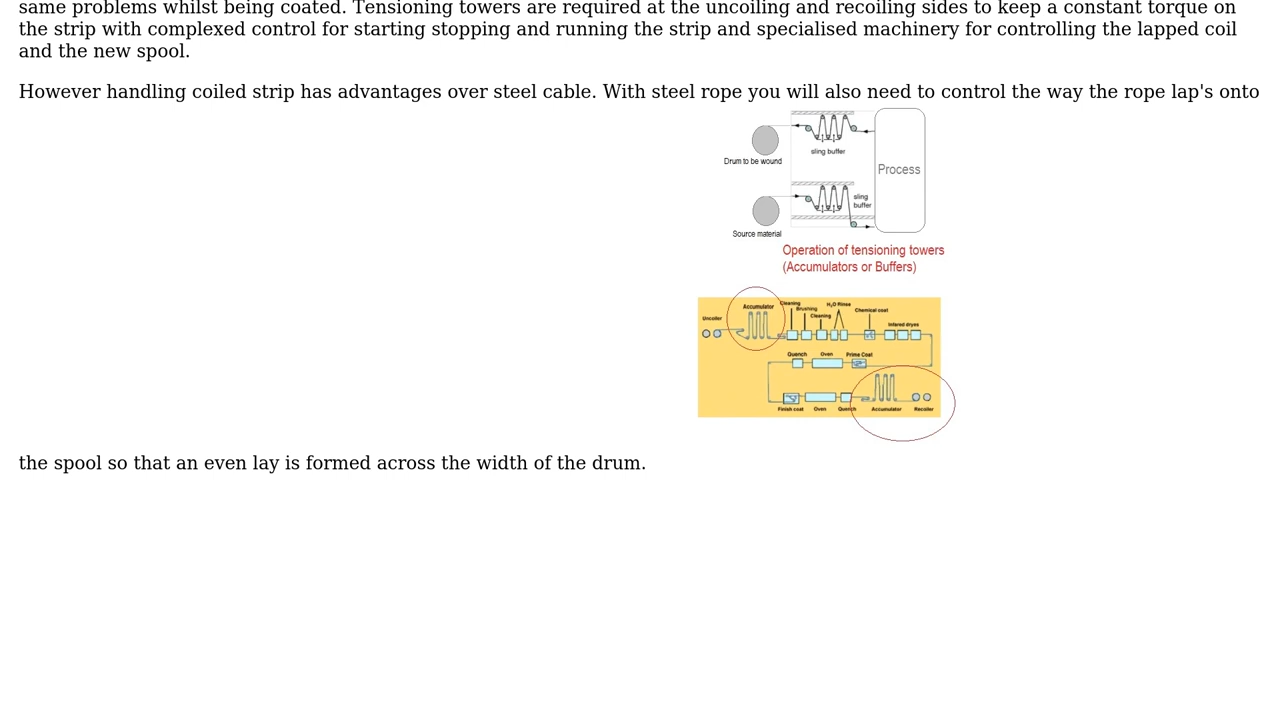 same problems whilst being coated. Tensioning towers are required at the uncoiling and recoiling sides to keep a constant torque on
the strip with complexed control for starting stopping and running the strip and specialised machinery for controlling the lapped coil
and the new spool.
However handling coiled strip has advantages over steel cable. With steel rope you will also need to control the way the rope lap's onto
sling buffer
Drum to be wound
Process
sling
buffer
Source material
Operation of tensioning towers
(Accumulators or Buffers)
Accumulator
Cleaning
Brushing
H₂O Rinse
Cleaning
Chemical coat
Uncoiler
Infared dryes
Quench
Oven
Prime Coat
Finish coat
Oven
Quench
Accumulator
Recoiler
the spool so that an even lay is formed across the width of the drum.